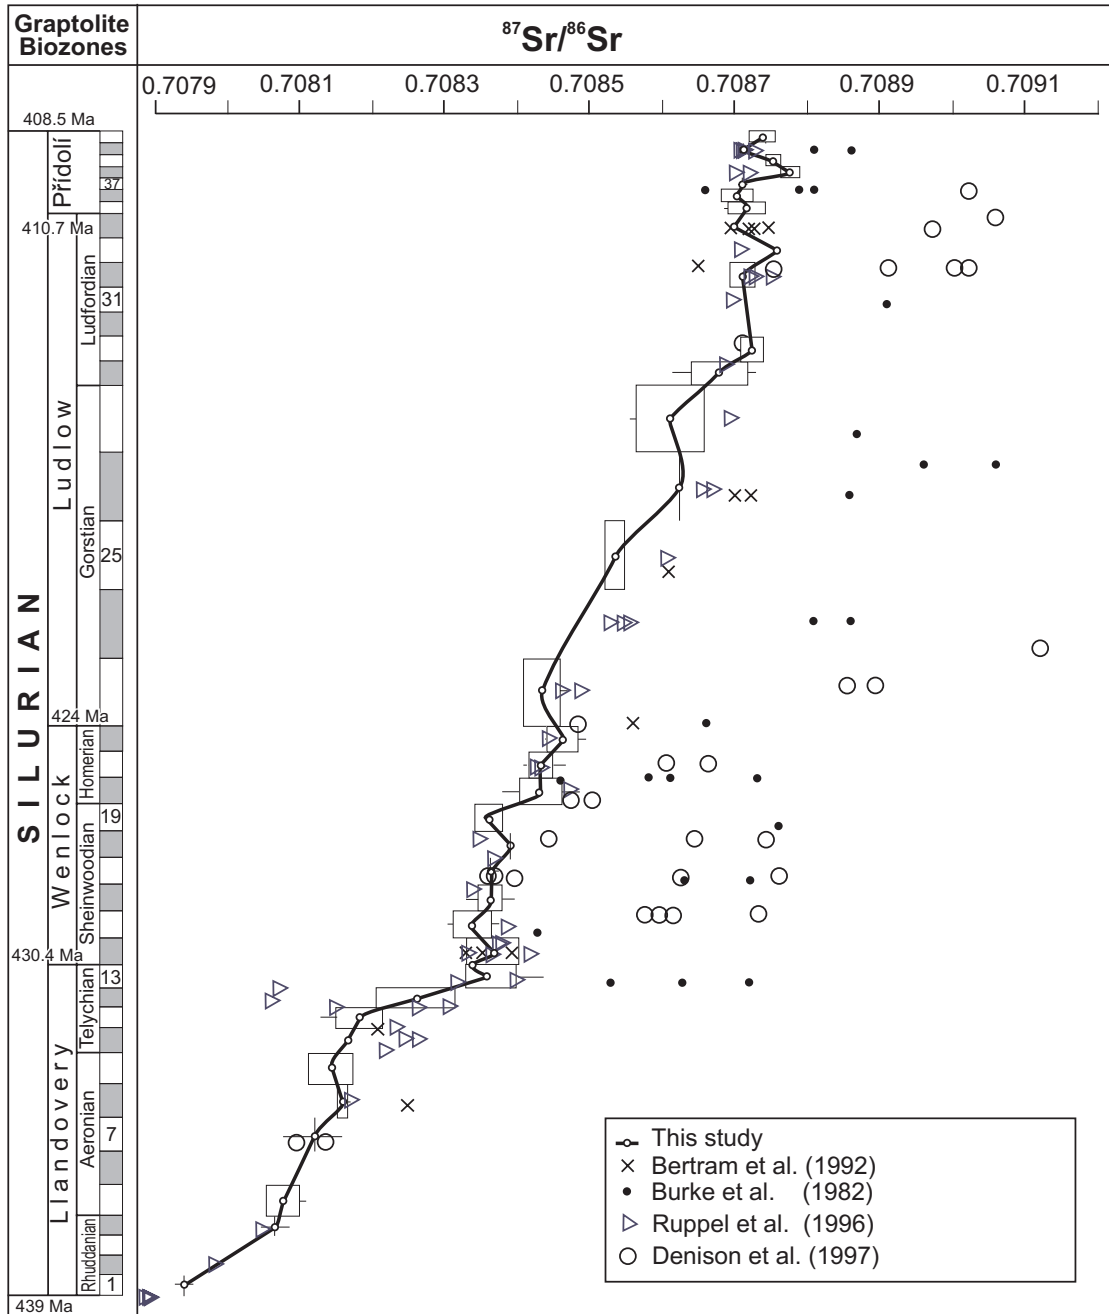 Graptolite
Biozones
87Sr/86Sr
0.7079 0.7081 0.7083 0.7085 0.7087 0.7089 0.7091
408.5 Ma
Přídolí
37
410.7 Ma
Ludfordian
31
Ludlow
Gorstian
25
SILURIAN
424 Ma
Homerian
Wenlock
19
Sheinwoodian
430.4 Ma
13
Telychian
Llandovery
Aeronian
7
Rhuddanian
1
439 Ma
This study
Bertram et al. (1992)
Burke et al. (1982)
Ruppel et al. (1996)
Denison et al. (1997)